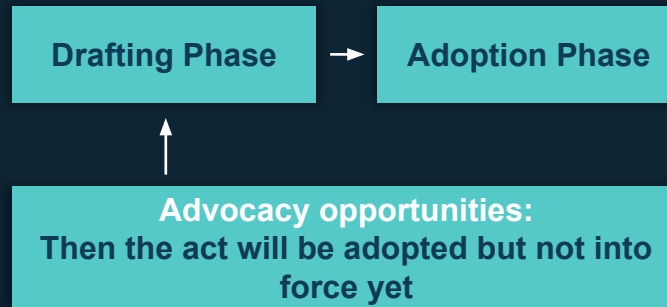 Drafting Phase
Adoption Phase
Advocacy opportunities:
Then the act will be adopted but not into
force yet